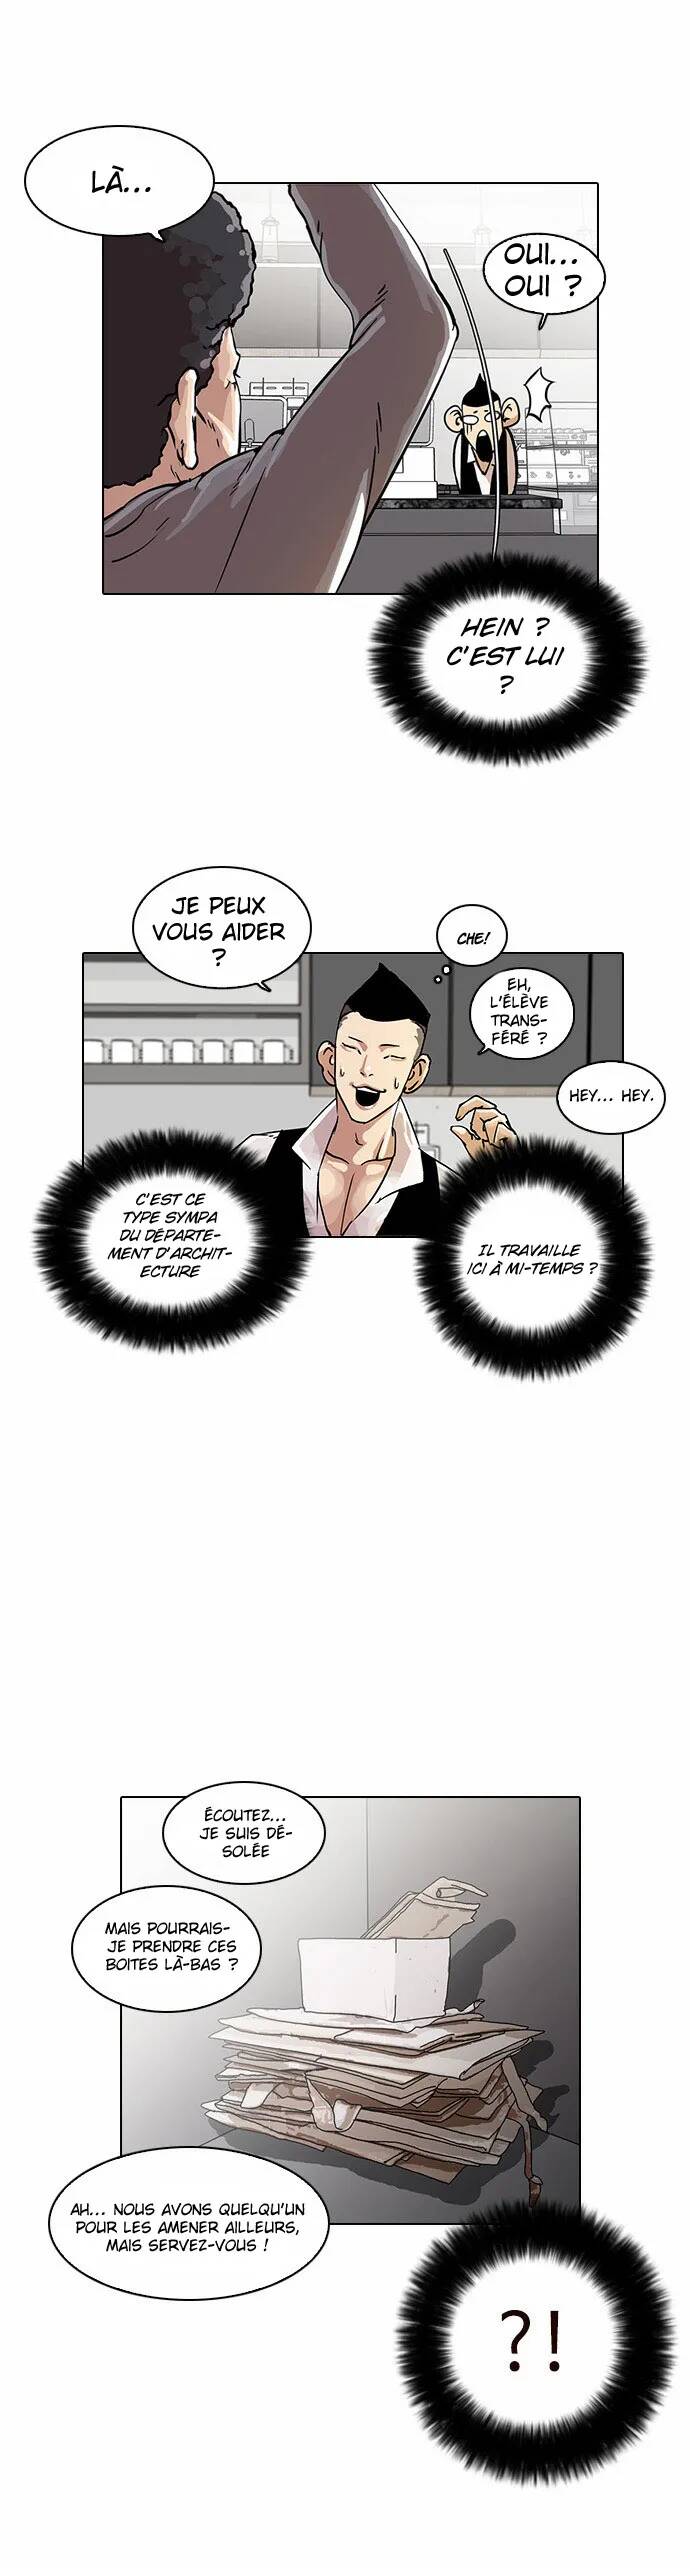 LÀ...
OUI...
OUI ?
HEIN ?
C'EST LUI
?
JE PEUX
VOUS AIDER
?
CHE!
EH,
L'ÉLÈVE
TRANS-
FÉRÉ ?
HEY... HEY.
C'EST CE
TYPE SYMPA
DU DÉPARTE-
MENT D'ARCHIT-
ECTURE
IL TRAVAILLE
ICI À MI-TEMPS ?
ÉCOUTEZ...
JE SUIS DÉ-
SOLÉE
MAIS POURRAIS-
JE PRENDRE CES
BOITES LÀ-BAS ?
AH... NOUS AVONS QUELQU'UN
POUR LES AMENER AILLEURS,
MAIS SERVEZ-VOUS !
?!